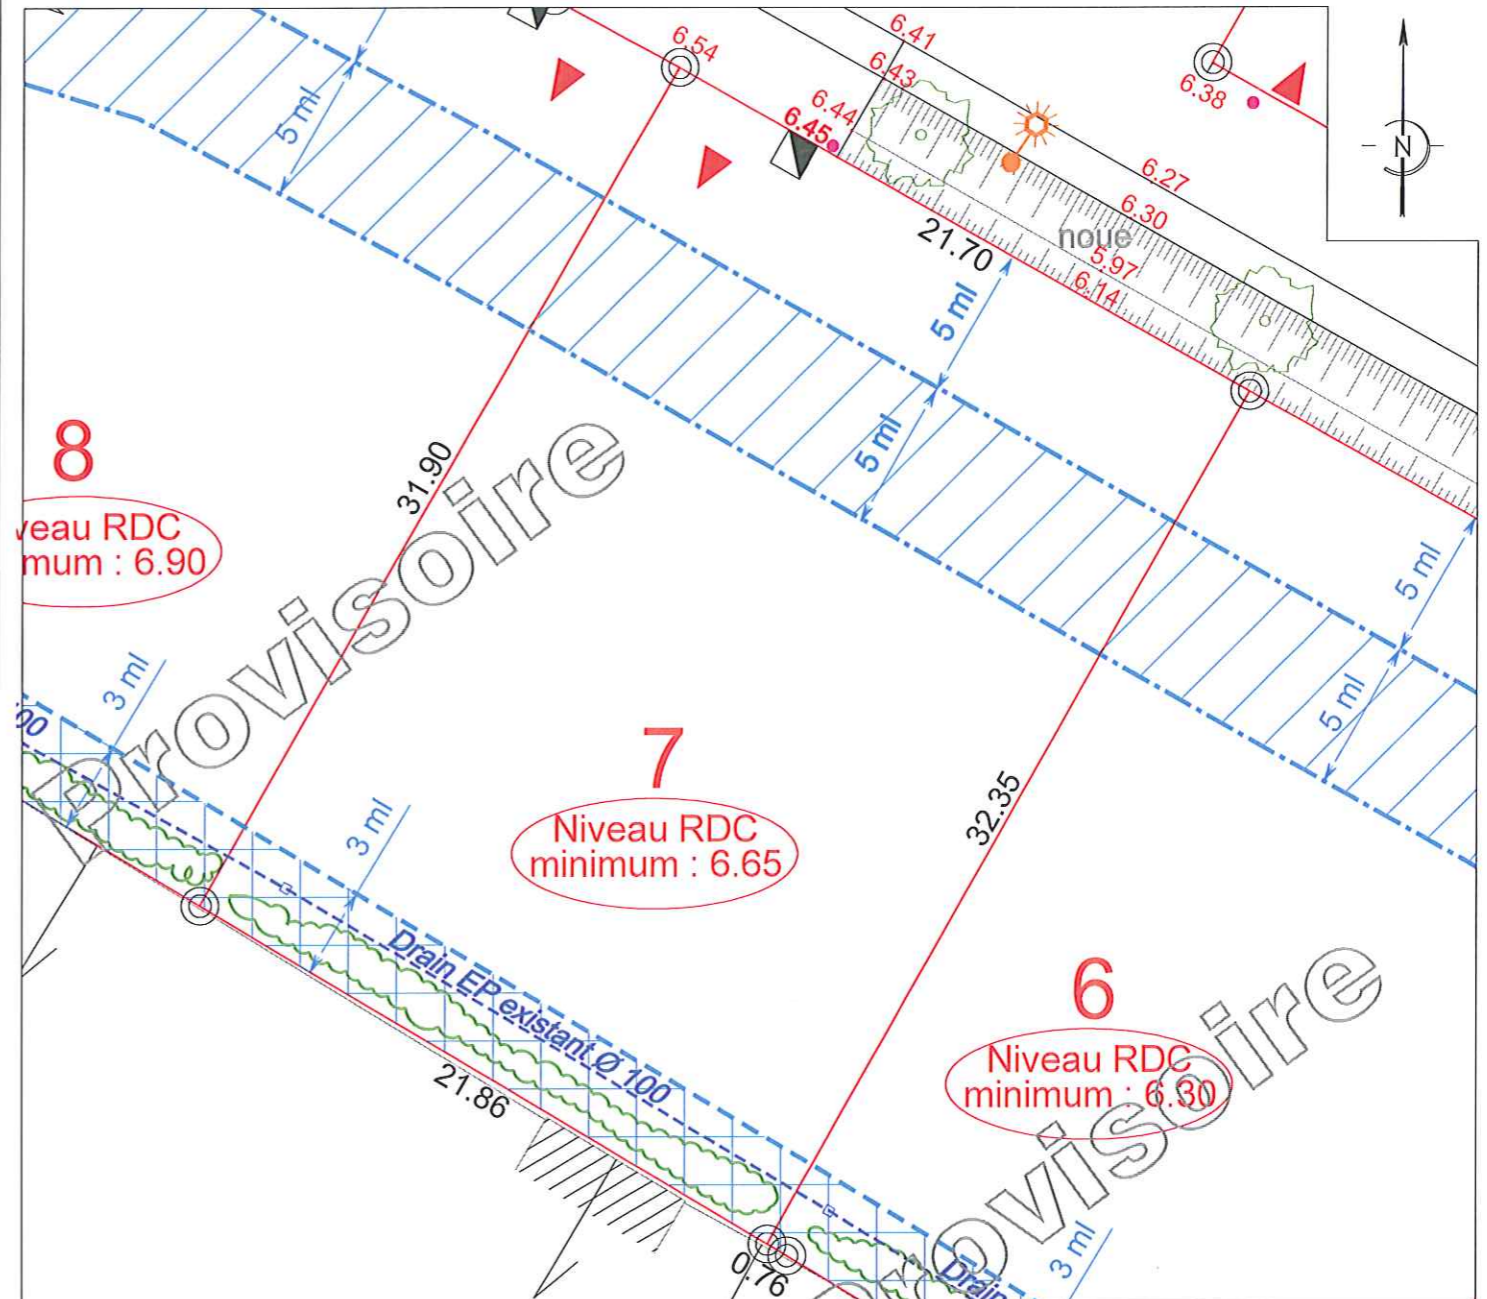 6.41
6.54
6.43
6.38
6.44
6.45
5 ml
N
6.27
6.30
noue
21.70
5.97
6.14
5 ml
5 ml
8
31.90
veau RDC
mum : 6.90
Provisoire
5 ml
5 ml
3 ml
00
7
Niveau RDC
minimum : 6.65
32.35
3 ml
Drain EP existant Ø 100
6
Niveau RDC
minimum : 6.30
Provisoire
21.86
0.76
3 ml
Drain